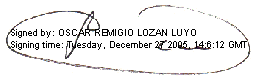 Signed by: OSCAR REMIGIO LOZAN LUYO
Signing time: Tuesday, December 27 2005, 14:6:12 GMT